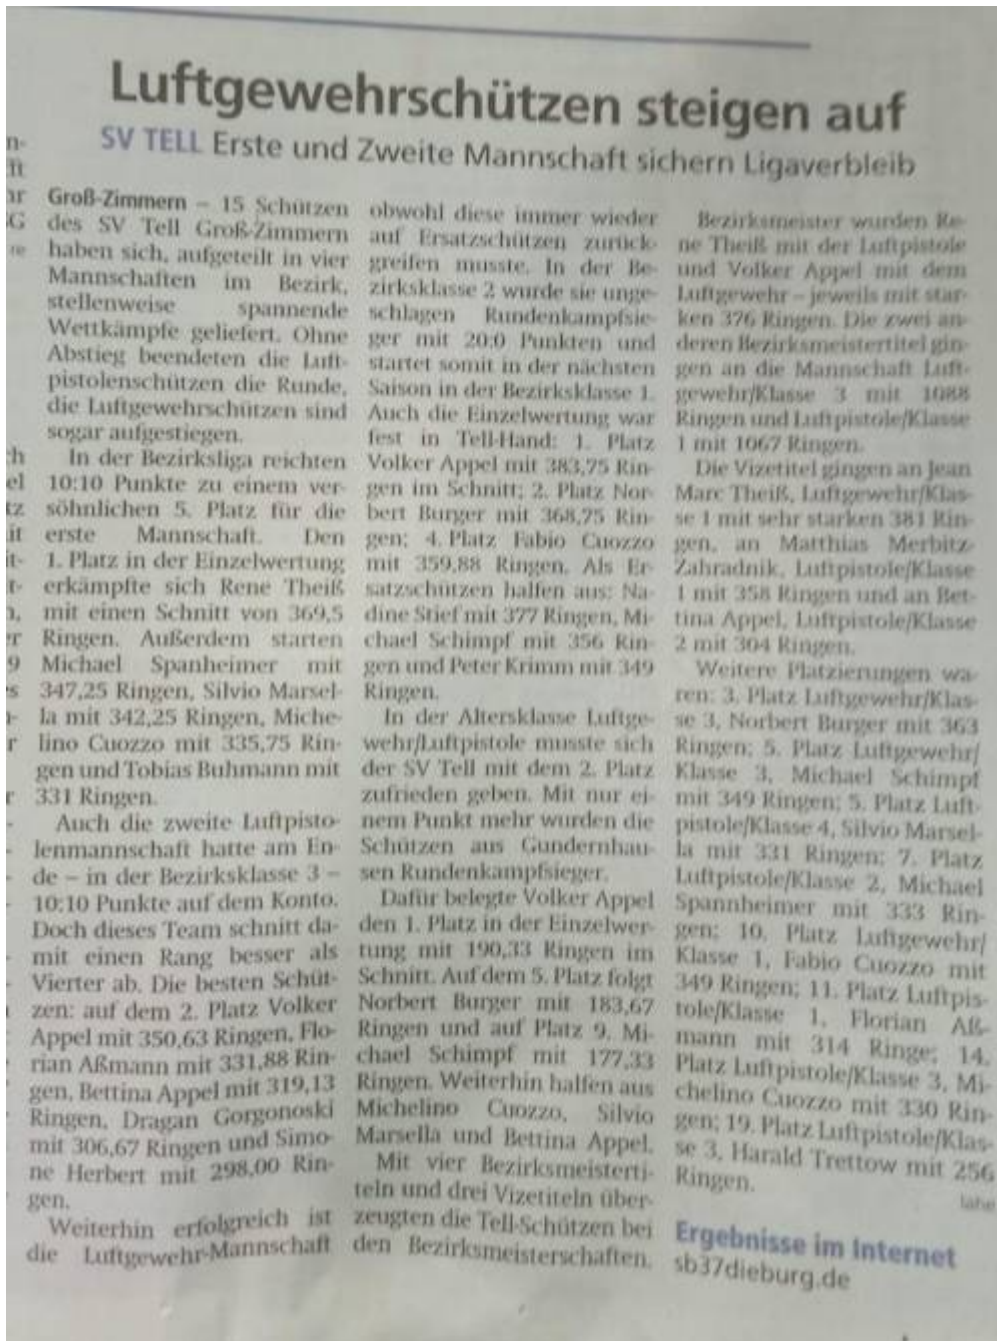 Luftgewehrschützen steigen auf
SV TELL Erste und Zweite Mannschaft sichern Ligaverbleib
Groß-Zimmern – 15 Schützen
des SV Tell Groß-Zimmern
haben sich, aufgeteilt in vier
Mannschaften im Bezirk,
stellenweise spannende
Wettkämpfe geliefert. Ohne
Abstieg beendeten die Luft-
pistolenschützen die Runde,
die Luftgewehrschützen sind
sogar aufgestiegen.
In der Bezirksliga reichten
10:10 Punkte zu einem ver-
söhnlichen 5. Platz für die
erste Mannschaft. Den
1. Platz in der Einzelwertung
erkämpfte sich Rene Theiß
mit einen Schnitt von 369,5
Ringen. Außerdem starten
Michael Spanheimer mit
347,25 Ringen, Silvio Marsel-
la mit 342,25 Ringen, Miche-
lino Cuozzo mit 335,75 Rin-
gen und Tobias Buhmann mit
331 Ringen.
Auch die zweite Luftpisto-
lenmannschaft hatte am En-
de – in der Bezirksklasse 3 –
10:10 Punkte auf dem Konto.
Doch dieses Team schnitt da-
mit einen Rang besser als
Vierter ab. Die besten Schüt-
zen: auf dem 2. Platz Volker
Appel mit 350,63 Ringen, Flo-
rian Aßmann mit 331,88 Rin-
gen, Bettina Appel mit 319,13
Ringen, Dragan Gorgonoski
mit 306,67 Ringen und Simo-
ne Herbert mit 298,00 Rin-
gen.
Weiterhin erfolgreich ist
die Luftgewehr-Mannschaft
obwohl diese immer wieder
auf Ersatzschützen zurück-
greifen musste. In der Be-
zirksklasse 2 wurde sie unge-
schlagen Rundenkampfsie-
ger mit 20:0 Punkten und
startet somit in der nächsten
Saison in der Bezirksklasse 1.
Auch die Einzelwertung war
fest in Tell-Hand: 1. Platz
Volker Appel mit 383,75 Rin-
gen im Schnitt; 2. Platz Nor-
bert Burger mit 368,75 Rin-
gen; 4. Platz Fabio Cuozzo
mit 359,88 Ringen. Als Er-
satzschützen halfen aus: Na-
dine Stief mit 377 Ringen, Mi-
chael Schimpf mit 356 Rin-
gen und Peter Krimm mit 349
Ringen.
In der Altersklasse Luftge-
wehr/Luftpistole musste sich
der SV Tell mit dem 2. Platz
zufrieden geben. Mit nur ei-
nem Punkt mehr wurden die
Schützen aus Gundernhau-
sen Rundenkampfsieger.
Dafür belegte Volker Appel
den 1. Platz in der Einzelwer-
tung mit 190,33 Ringen im
Schnitt. Auf dem 5. Platz folgt
Norbert Burger mit 183,67
Ringen und auf Platz 9, Mi-
chael Schimpf mit 177,33
Ringen. Weiterhin halfen aus
Michelino Cuozzo, Silvio
Marsella und Bettina Appel.
Mit vier Bezirksmeisterti-
teln und drei Vizetiteln über-
zeugten die Tell-Schützen bei
den Bezirksmeisterschaften.
Bezirksmeister wurden Re-
ne Theiß mit der Luftpistole
und Volker Appel mit dem
Luftgewehr – jeweils mit star-
ken 376 Ringen. Die zwei an-
deren Bezirksmeistertitel gin-
gen an die Mannschaft Luft-
gewehr/Klasse 3 mit 1088
Ringen und Luftpistole/Klasse
1 mit 1067 Ringen.
Die Vizetitel gingen an Jean
Marc Theiß, Luftgewehr/Klas-
se 1 mit sehr starken 381 Rin-
gen, an Matthias Merbitz-
Zahradnik, Luftpistole/Klasse
1 mit 358 Ringen und an Bet-
tina Appel, Luftpistole/Klasse
2 mit 304 Ringen.
Weitere Platzierungen wa-
ren: 3. Platz Luftgewehr/Klas-
se 3, Norbert Burger mit 363
Ringen; 5. Platz Luftgewehr/
Klasse 3, Michael Schimpf
mit 349 Ringen; 5. Platz Luft-
pistole/Klasse 4, Silvio Marsel-
la mit 331 Ringen; 7. Platz
Luftpistole/Klasse 2, Michael
Spannheimer mit 333 Rin-
gen; 10. Platz Luftgewehr/
Klasse 1, Fabio Cuozzo mit
349 Ringen; 11. Platz Luftpis-
tole/Klasse 1, Florian Aß-
mann mit 314 Ringe; 14.
Platz Luftpistole/Klasse 3, Mi-
chelino Cuozzo mit 330 Rin-
gen; 19. Platz Luftpistole/Klas-
se 3, Harald Trettow mit 256
Ringen.
Ergebnisse im Internet
sb37dieburg.de